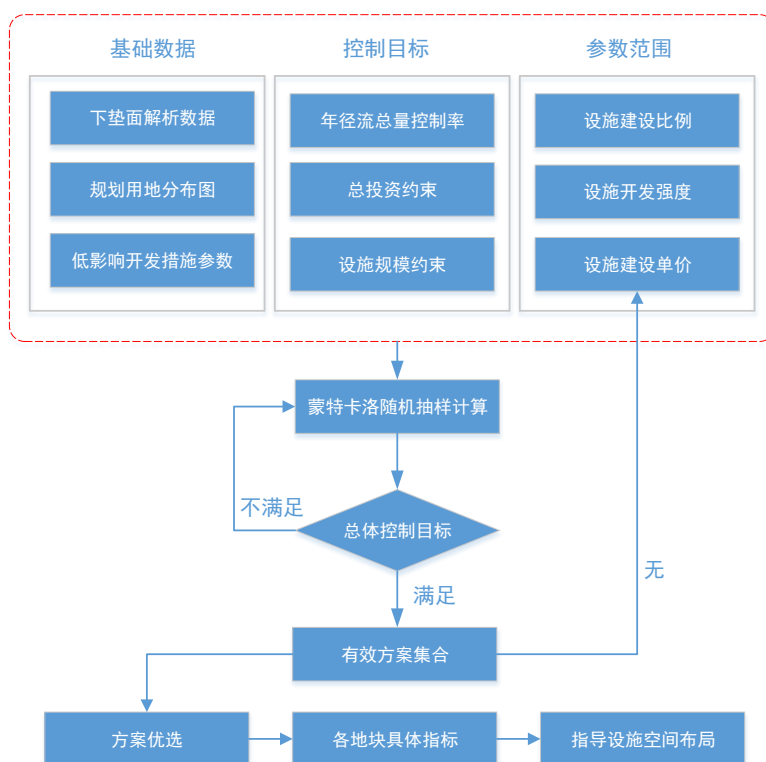 基础数据
控制目标
参数范围
下垫面解析数据
年径流总量控制率
设施建设比例
规划用地分布图
总投资约束
设施开发强度
低影响开发措施参数
设施规模约束
设施建设单价
蒙特卡洛随机抽样计算
不满足
总体控制目标
无
满足
有效方案集合
方案优选
各地块具体指标
指导设施空间布局